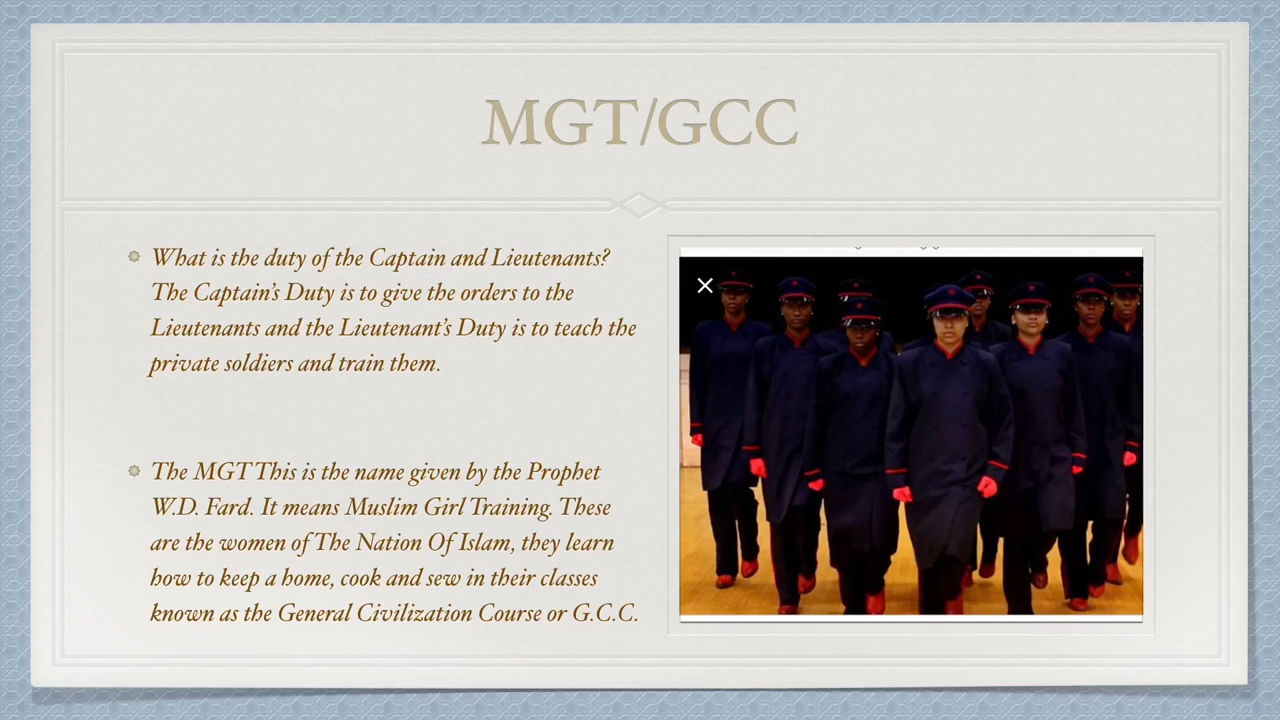 MGT/GCC
What is the duty of the Captain and Lieutenants?
The Captain's Duty is to give the orders to the
Lieutenants and the Lieutenant's Duty is to teach the
private soldiers and train them.
The MGT This is the name given by the Prophet
W.D. Fard. It means Muslim Girl Training. These
are the women of The Nation Of Islam, they learn
how to keep a home, cook and sew in their classes
known as the General Civilization Course or G.C.C.